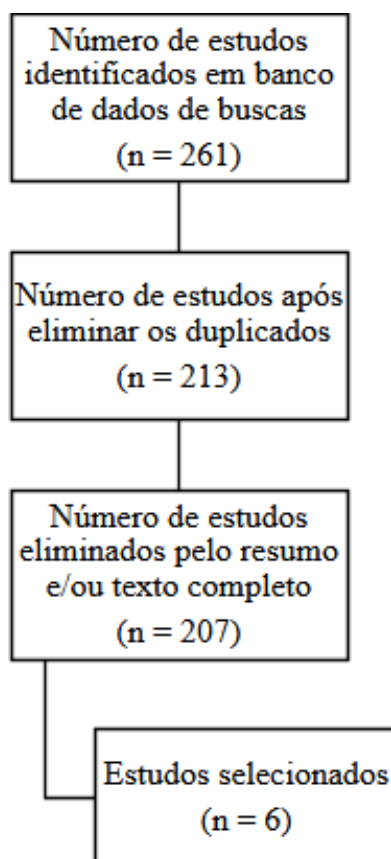 Número de estudos
identificados em banco
de dados de buscas
(n = 261)
Número de estudos após
eliminar os duplicados
(n = 213)
Número de estudos
eliminados pelo resumo
e/ou texto completo
(n = 207)
Estudos selecionados
(n = 6)